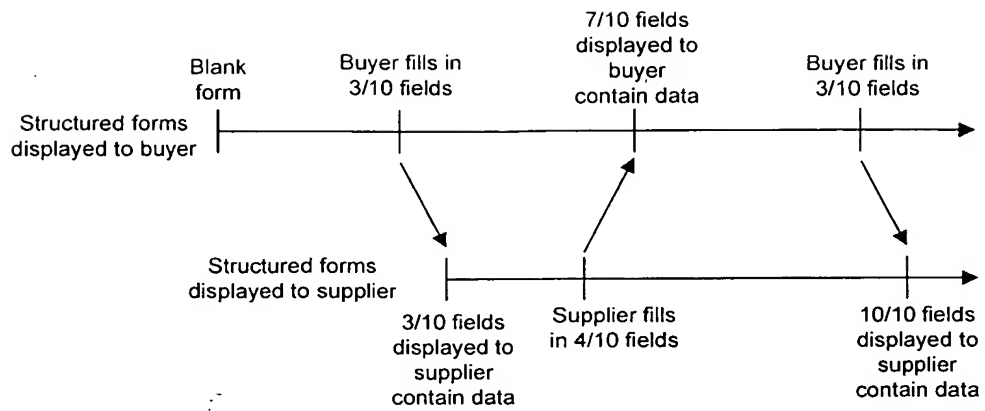 Blank
form
Buyer fills in
3/10 fields
7/10 fields
displayed to
buyer
contain data
Buyer fills in
3/10 fields
Structured forms
displayed to buyer
Structured forms
displayed to supplier
3/10 fields
displayed to
supplier
contain data
Supplier fills
in 4/10 fields
10/10 fields
displayed to
supplier
contain data